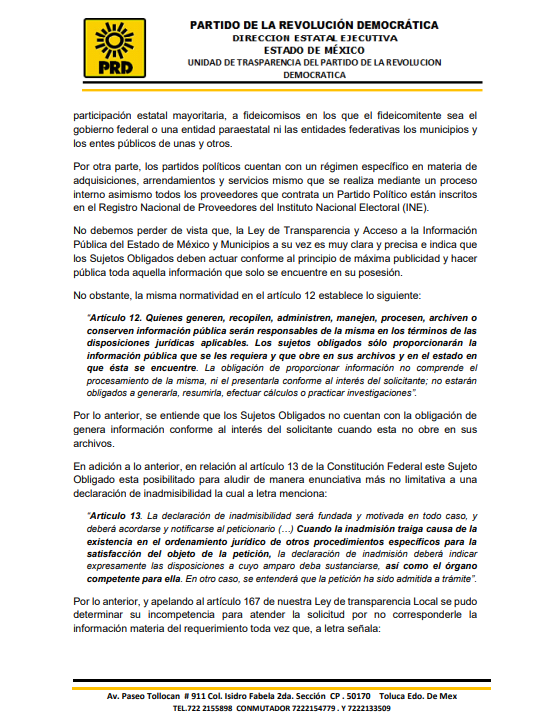 PRD
PARTIDO DE LA REVOLUCIÓN DEMOCRÁTICA
DIRECCION ESTATAL EJECUTIVA
ESTADO DE MÉXICO
UNIDAD DE TRASPARENCIA DEL PARTIDO DE LA REVOLUCION
DEMOCRATICA
participación estatal mayoritaria, a fideicomisos en los que el fideicomitente sea el
gobierno federal o una entidad paraestatal ni las entidades federativas los municipios y
los entes públicos de unas y otros.
Por otra parte, los partidos políticos cuentan con un régimen específico en materia de
adquisiciones, arrendamientos y servicios mismo que se realiza mediante un proceso
interno asimismo todos los proveedores que contrata un Partido Político están inscritos
en el Registro Nacional de Proveedores del Instituto Nacional Electoral (INE).
No debemos perder de vista que, la Ley de Transparencia y Acceso a la Información
Pública del Estado de México y Municipios a su vez es muy clara y precisa e indica que
los Sujetos Obligados deben actuar conforme al principio de máxima publicidad y hacer
pública toda aquella información que solo se encuentre en su posesión.
No obstante, la misma normatividad en el artículo 12 establece lo siguiente:
“Artículo 12. Quienes generen, recopilen, administren, manejen, procesen, archiven o
conserven información pública serán responsables de la misma en los términos de las
disposiciones jurídicas aplicables. Los sujetos obligados sólo proporcionarán la
información pública que se les requiera y que obre en sus archivos y en el estado en
que ésta se encuentre. La obligación de proporcionar información no comprende el
procesamiento de la misma, ni el presentarla conforme al interés del solicitante; no estarán
obligados a generarla, resumirla, efectuar cálculos o practicar investigaciones”.
Por lo anterior, se entiende que los Sujetos Obligados no cuentan con la obligación de
genera información conforme al interés del solicitante cuando esta no obre en sus
archivos.
En adición a lo anterior, en relación al artículo 13 de la Constitución Federal este Sujeto
Obligado esta posibilitado para aludir de manera enunciativa más no limitativa a una
declaración de inadmisibilidad la cual a letra menciona:
“Artículo 13. La declaración de inadmisibilidad será fundada y motivada en todo caso, y
deberá acordarse y notificarse al peticionario (…) Cuando la inadmisión traiga causa de la
existencia en el ordenamiento jurídico de otros procedimientos específicos para la
satisfacción del objeto de la petición, la declaración de inadmisión deberá indicar
expresamente las disposiciones a cuyo amparo deba sustanciarse, así como el órgano
competente para ella. En otro caso, se entenderá que la petición ha sido admitida a trámite”.
Por lo anterior, y apelando al artículo 167 de nuestra Ley de transparencia Local se pudo
determinar su incompetencia para atender la solicitud por no corresponderle la
información materia del requerimiento toda vez que, a letra señala:
Av. Paseo Tollocan # 911 Col. Isidro Fabela 2da. Sección CP . 50170 Toluca Edo. De Mex
TEL.722 2155898 CONMUTADOR 7222154779 . Y 7222133509